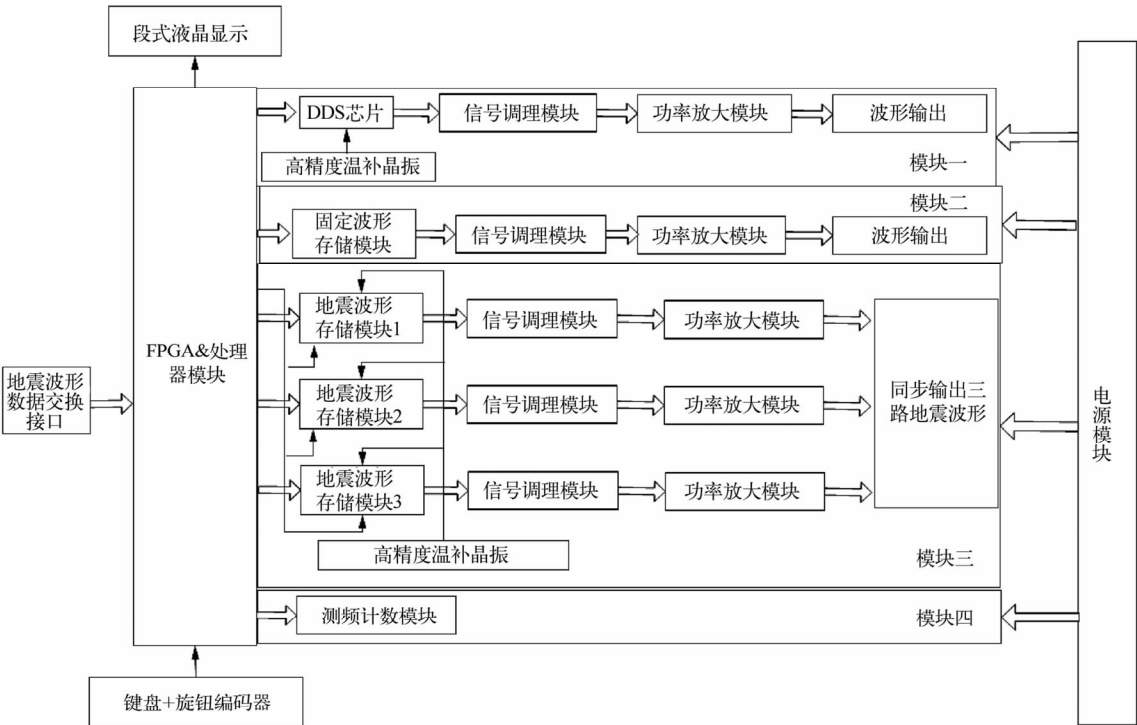 段式液晶显示
DDS芯片
信号调理模块
功率放大模块
波形输出
高精度温补晶振
模块一
模块二
固定波形
存储模块
信号调理模块
功率放大模块
波形输出
地震波形
存储模块1
信号调理模块
功率放大模块
FPGA&处理
器模块
地震波形
数据交换
接口
地震波形
存储模块2
信号调理模块
功率放大模块
同步输出三
路地震波形
地震波形
存储模块3
信号调理模块
功率放大模块
高精度温补晶振
模块三
测频计数模块
模块四
键盘+旋钮编码器
电源模块